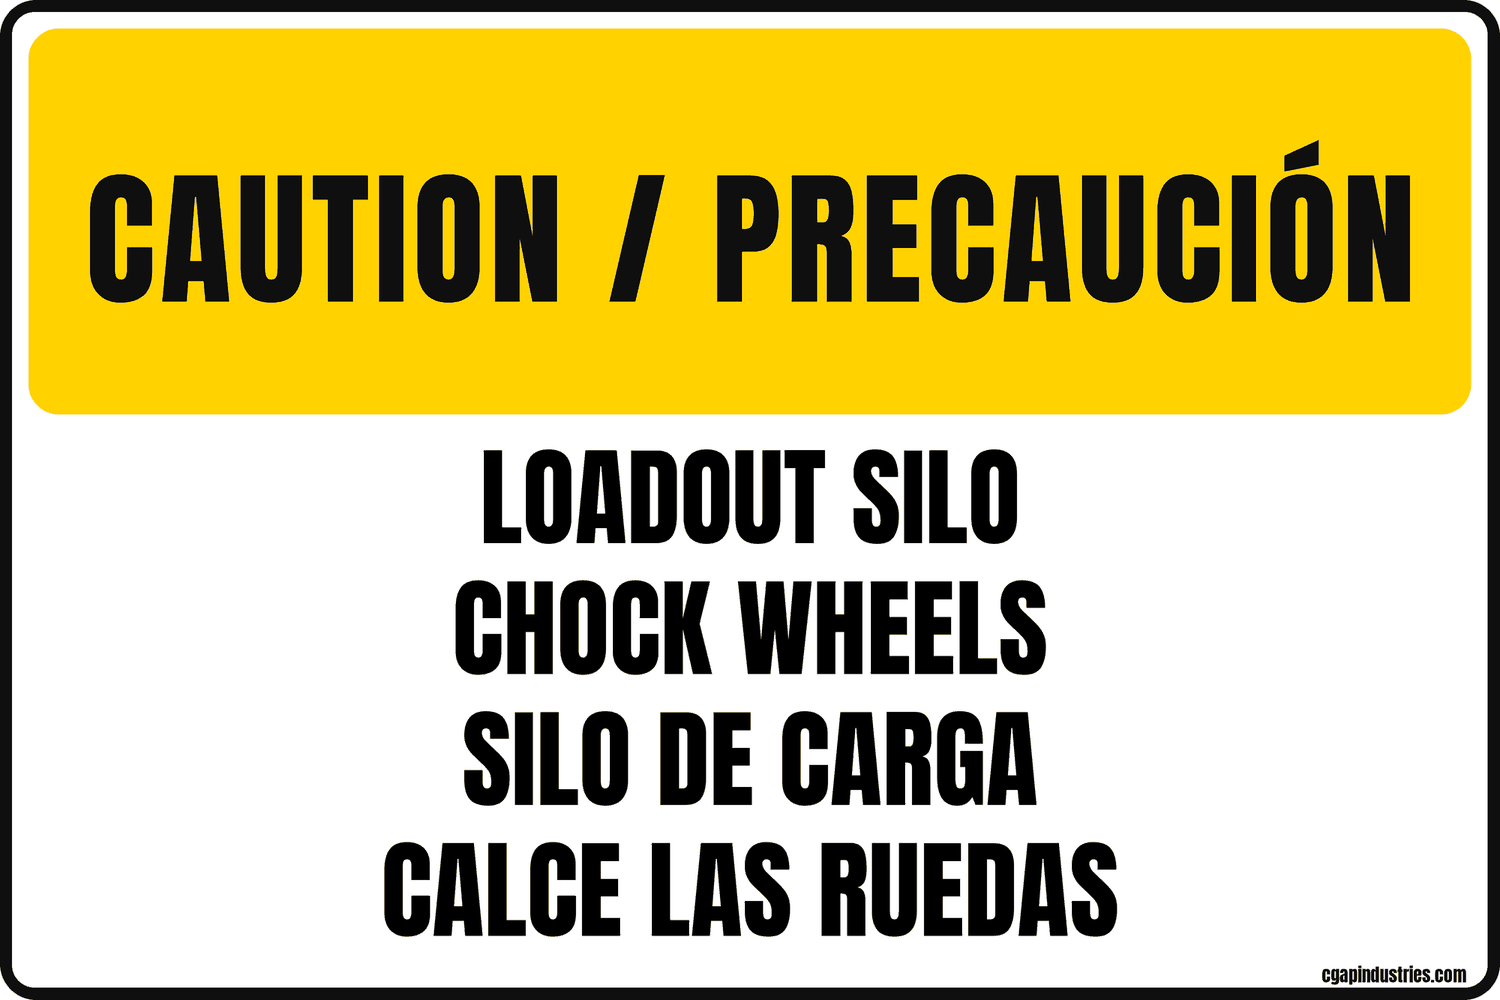 CAUTION / PRECAUCIÓN
LOADOUT SILO
CHOCK WHEELS
SILO DE CARGA
CALCE LAS RUEDAS
cgapindustries.com